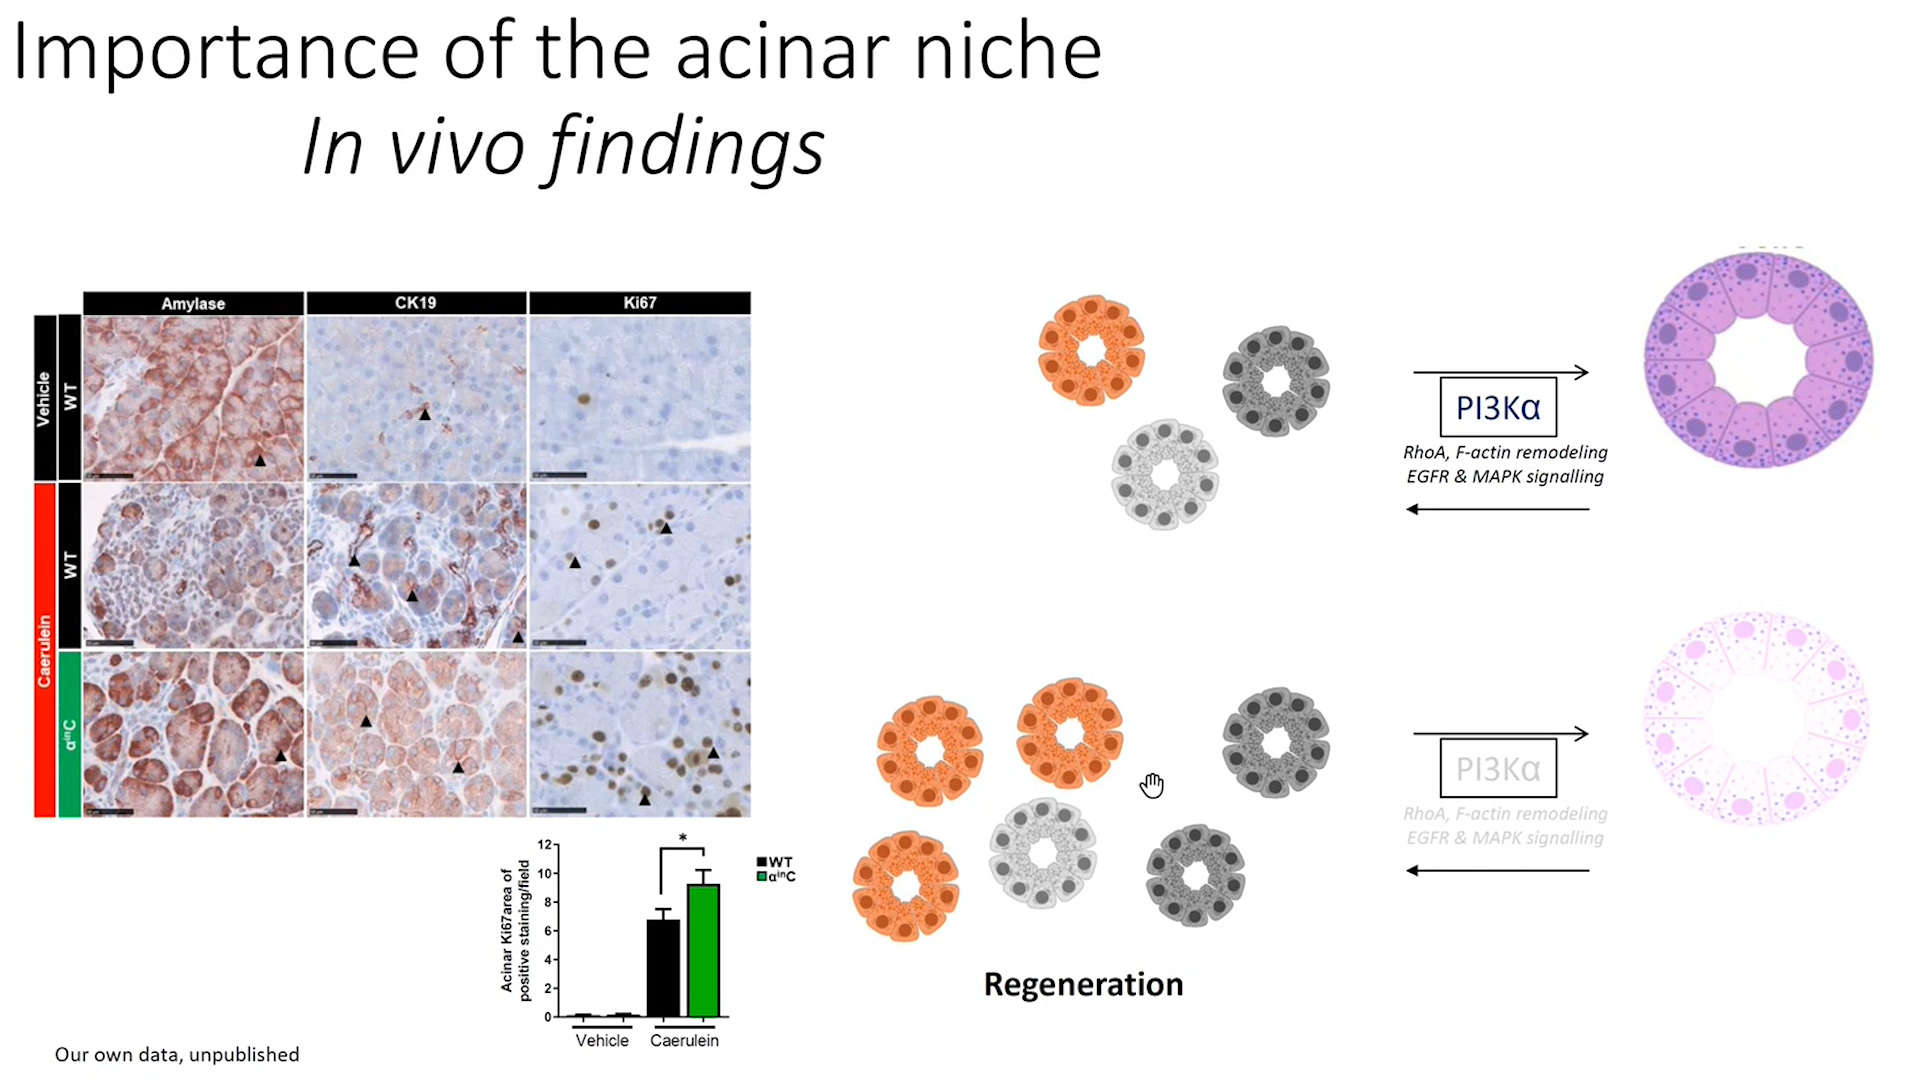 Importance of the acinar niche
In vivo findings
Amylase
CK19
Ki67
Vehicle
WT
Caerulein
WT
αⁱⁿC
PI3Kα
RhoA, F-actin remodeling
EGFR & MAPK signalling
PI3Kα
RhoA, F-actin remodeling
EGFR & MAPK signalling
Regeneration
Acinar Ki67area of
positive staining/field
12
10
8
6
4
2
0
*
WT
αⁱⁿC
Vehicle
Caerulein
Our own data, unpublished